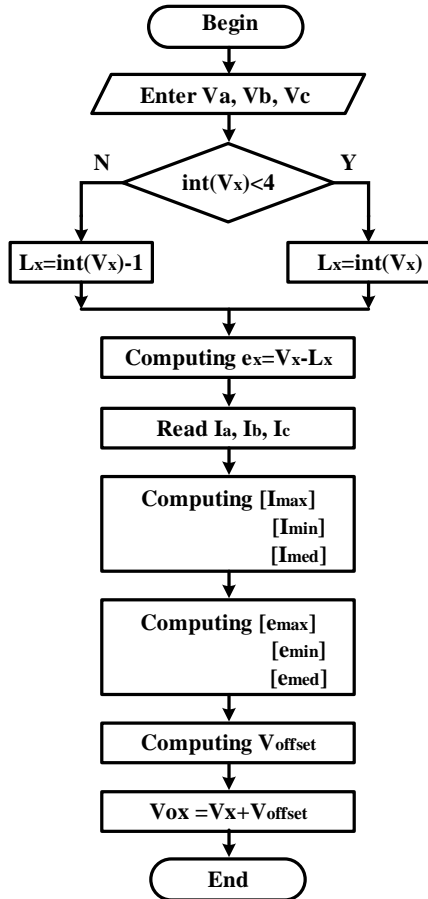 Begin
Enter Va, Vb, Vc
N
Y
int(Vx)<4
Lx=int(Vx)-1
Lx=int(Vx)
Computing ex=Vx-Lx
Read Ia, Ib, Ic
Computing [Imax]
[Imin]
[Imed]
Computing [emax]
[emin]
[emed]
Computing Voffset
Vox =Vx+Voffset
End